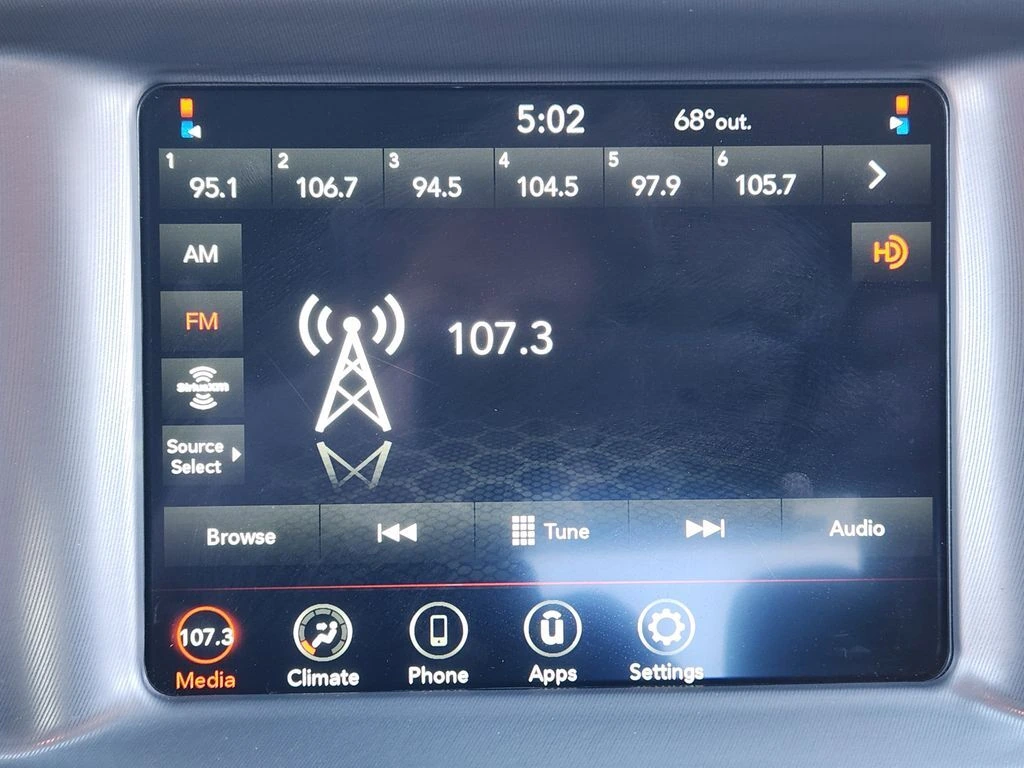 5:02 68°out.
1 2 3 4 5 6
95.1 106.7 94.5 104.5 97.9 105.7
AM
HD
FM
107.3
SiriusXM
Source
Select
Browse Tune Audio
107.3
Media Climate Phone Apps Settings